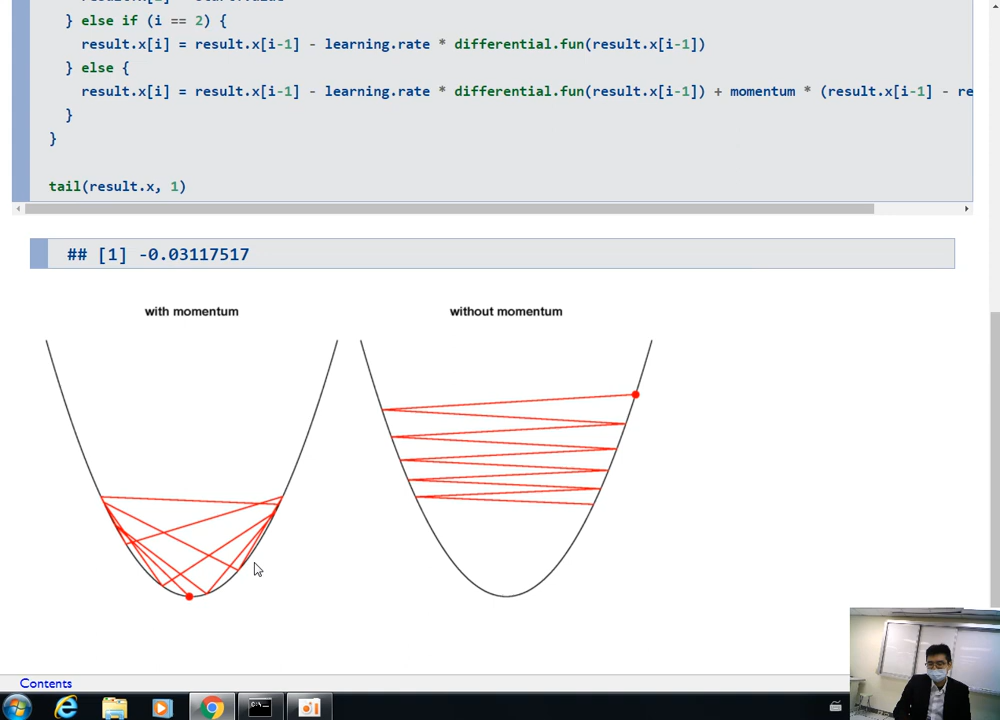 } else if (i == 2) {
result.x[i] = result.x[i-1] - learning.rate * differential.fun(result.x[i-1])
} else {
result.x[i] = result.x[i-1] - learning.rate * differential.fun(result.x[i-1]) + momentum * (result.x[i-1] - re
}
}
tail(result.x, 1)
## [1] -0.03117517
with momentum
without momentum
Contents